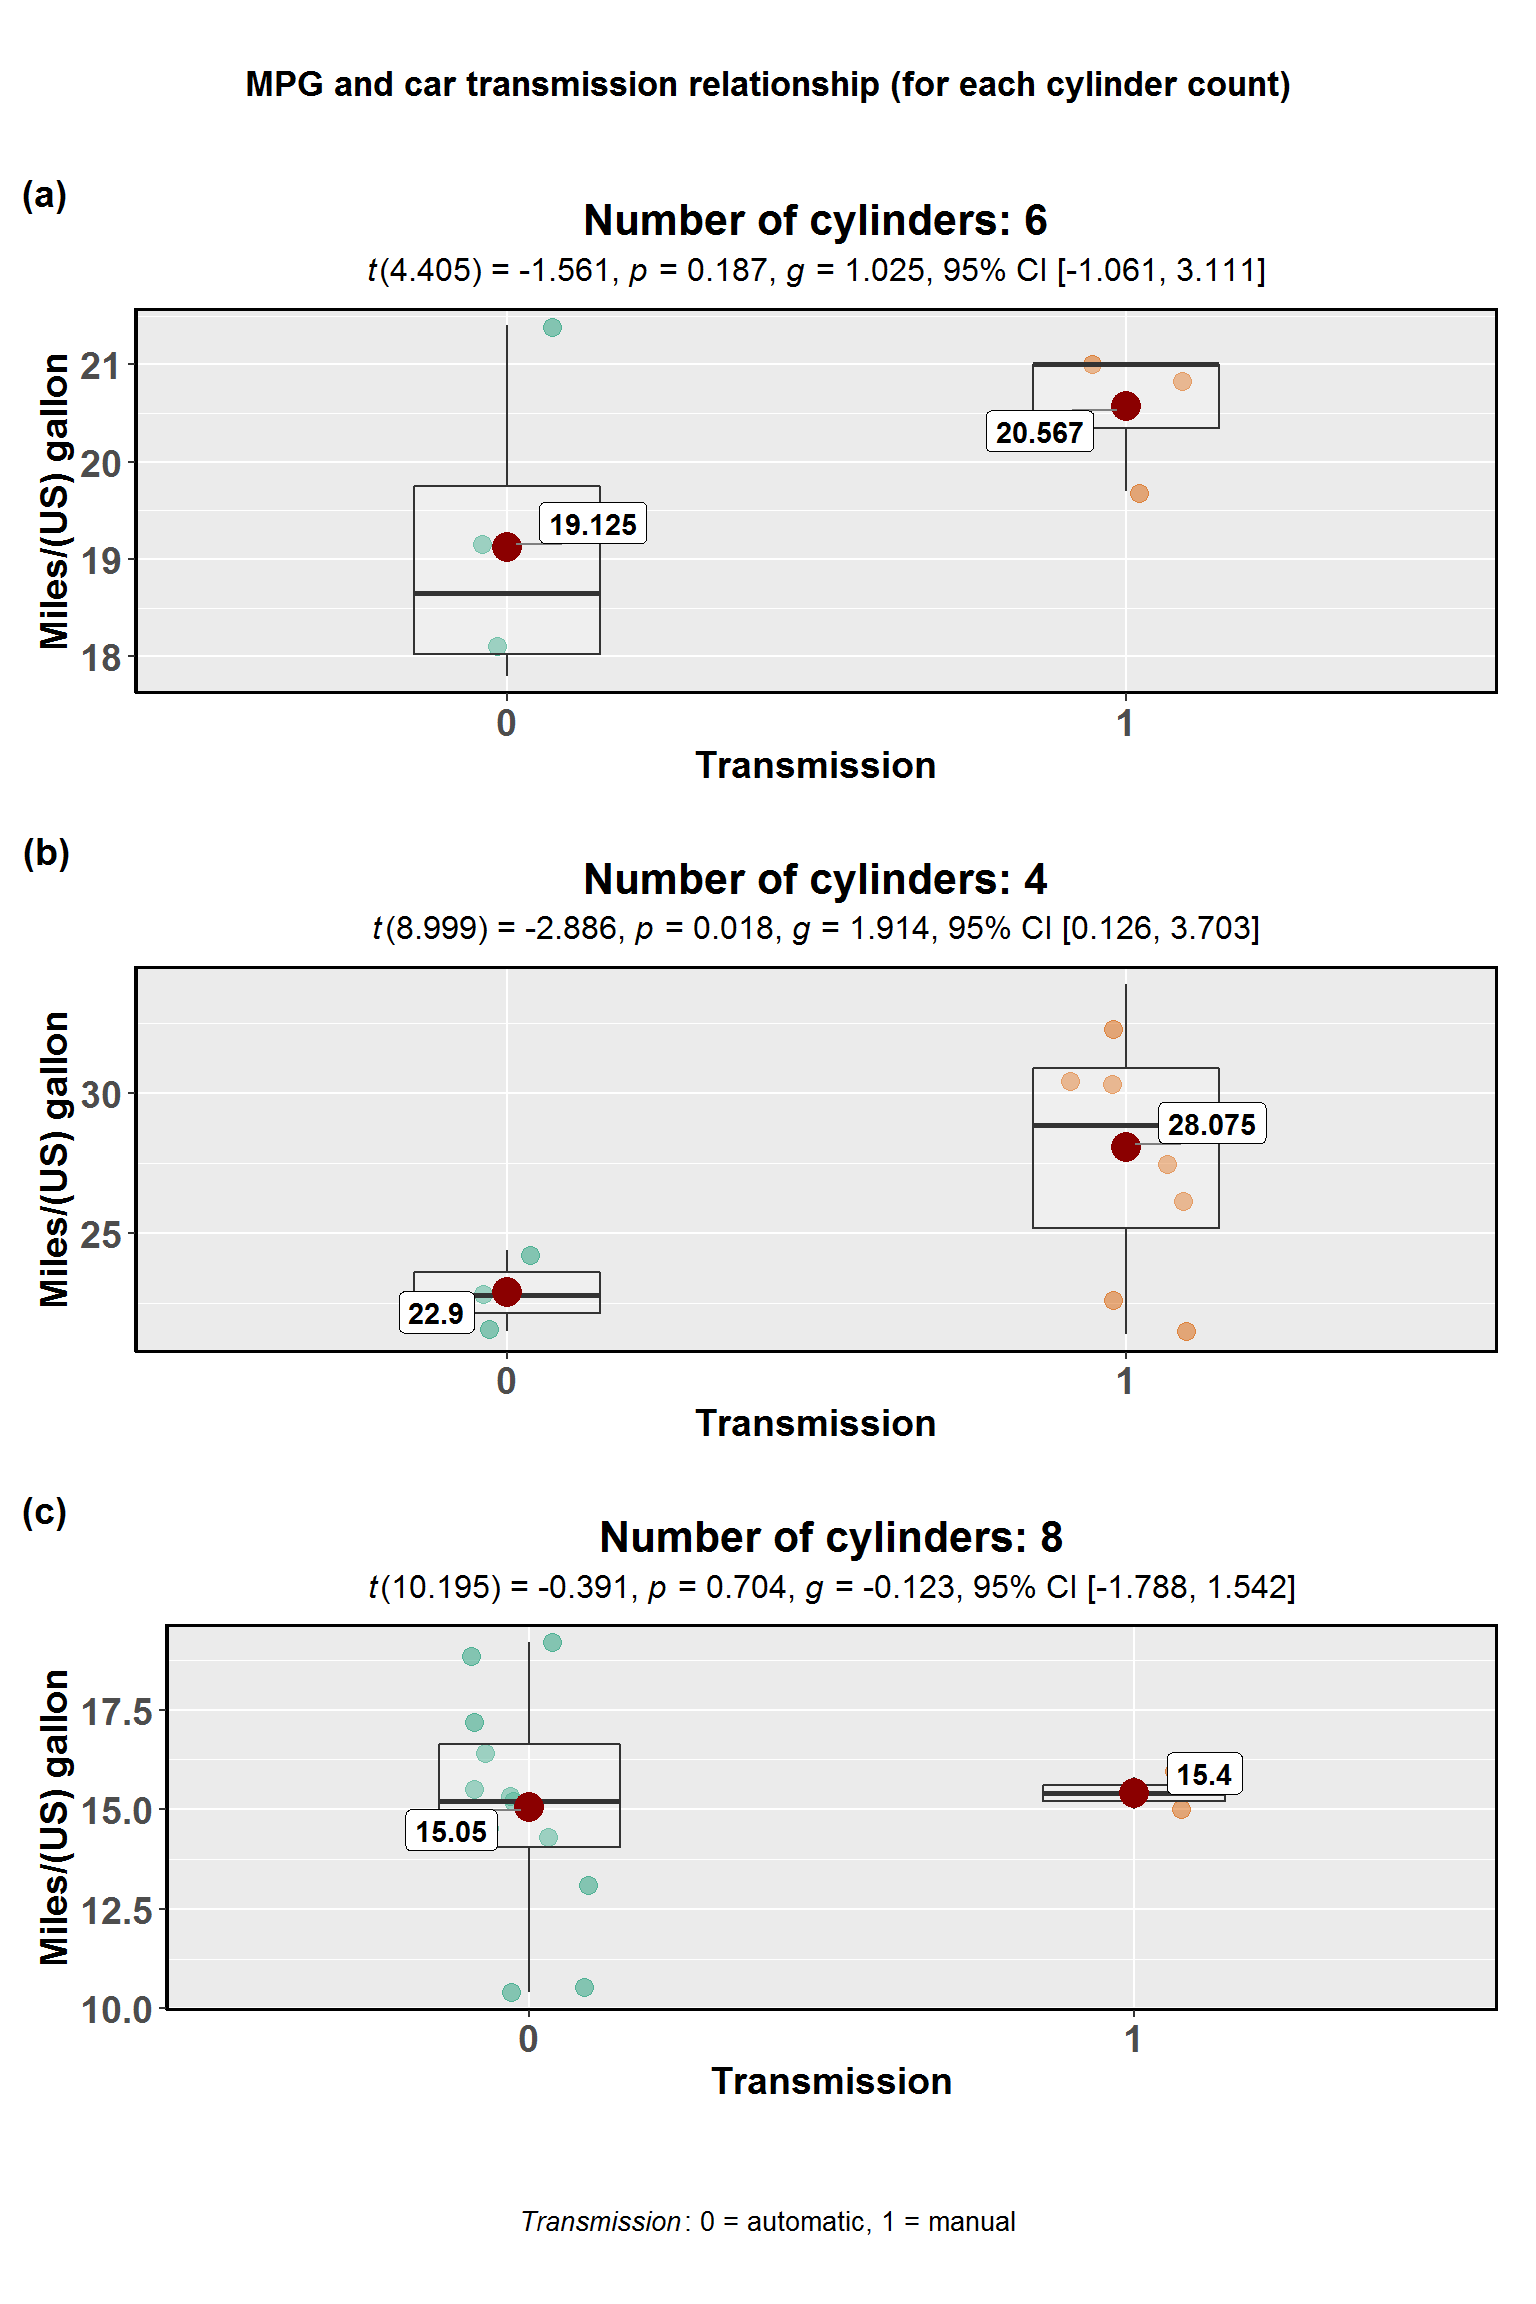 MPG and car transmission relationship (for each cylinder count)
(a)
Number of cylinders: 6
t(4.405) = -1.561, p = 0.187, g = 1.025, 95% CI [-1.061, 3.111]
Miles/(US) gallon
21
20
19
18
19.125
20.567
0
1
Transmission
(b)
Number of cylinders: 4
t(8.999) = -2.886, p = 0.018, g = 1.914, 95% CI [0.126, 3.703]
Miles/(US) gallon
30
25
22.9
28.075
0
1
Transmission
(c)
Number of cylinders: 8
t(10.195) = -0.391, p = 0.704, g = -0.123, 95% CI [-1.788, 1.542]
Miles/(US) gallon
17.5
15.0
12.5
10.0
15.05
15.4
0
1
Transmission
Transmission: 0 = automatic, 1 = manual